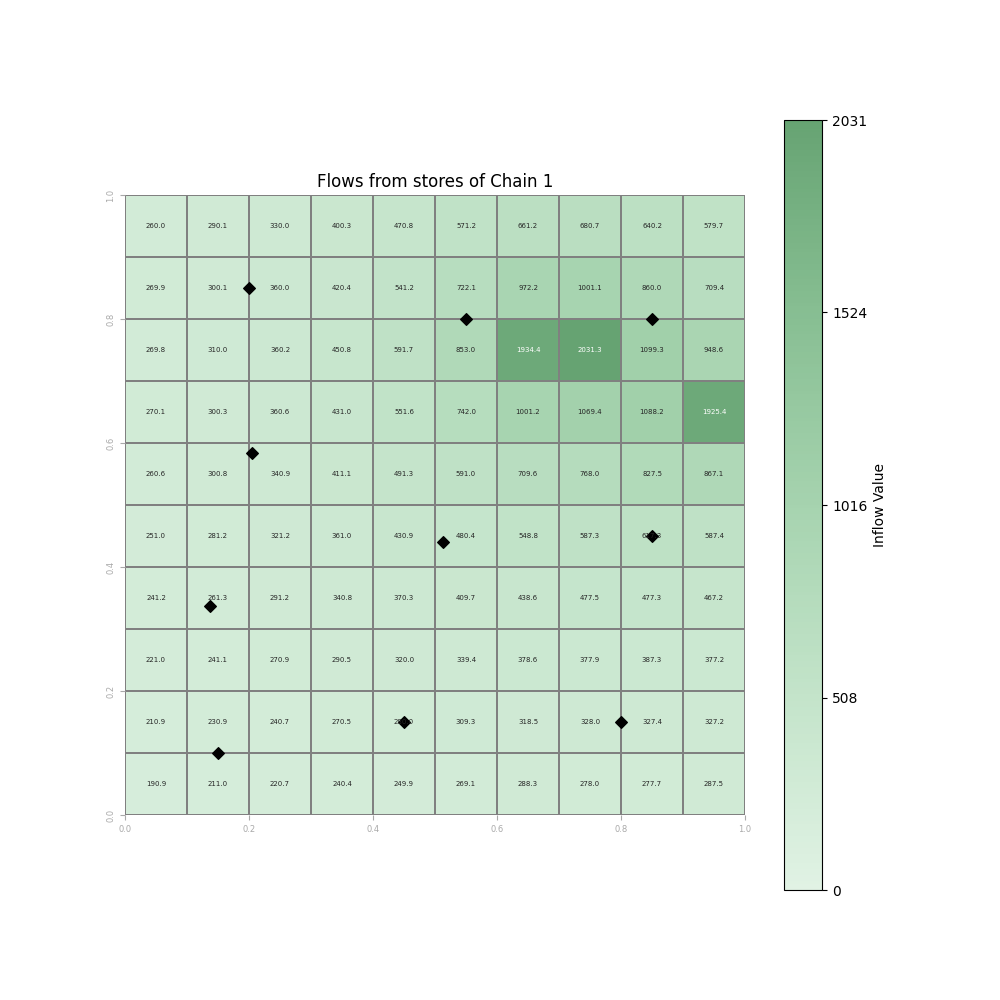 Flows from stores of Chain 1
1.0
260.0 290.1 330.0 400.3 470.8 571.2 661.2 680.7 640.2 579.7
269.9 300.1 360.0 420.4 541.2 722.1 972.2 1001.1 860.0 709.4
0.8
269.8 310.0 360.2 450.8 591.7 853.0 1934.4 2031.3 1099.3 948.6
270.1 300.3 360.6 431.0 551.6 742.0 1001.2 1069.4 1088.2 1925.4
0.6
260.6 300.8 340.9 411.1 491.3 591.0 709.6 768.0 827.5 867.1
251.0 281.2 321.2 361.0 430.9 480.4 548.8 587.3 587.4
0.4
241.2 261.3 291.2 340.8 370.3 409.7 438.6 477.5 477.3 467.2
221.0 241.1 270.9 290.5 320.0 339.4 378.6 377.9 387.3 377.2
0.2
210.9 230.9 240.7 270.5 309.3 318.5 328.0 327.4 327.2
190.9 211.0 220.7 240.4 249.9 269.1 288.3 278.0 277.7 287.5
0.0
0.0 0.2 0.4 0.6 0.8 1.0
2031
1524
1016
508
0
Inflow Value